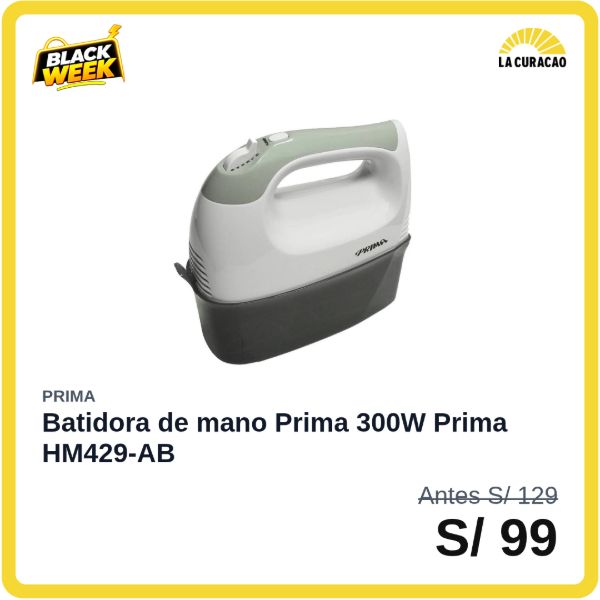 BLACK
WEEK
LA CURACAO
PRIMA
PRIMA
Batidora de mano Prima 300W Prima
HM429-AB
Antes S/ 129
S/ 99